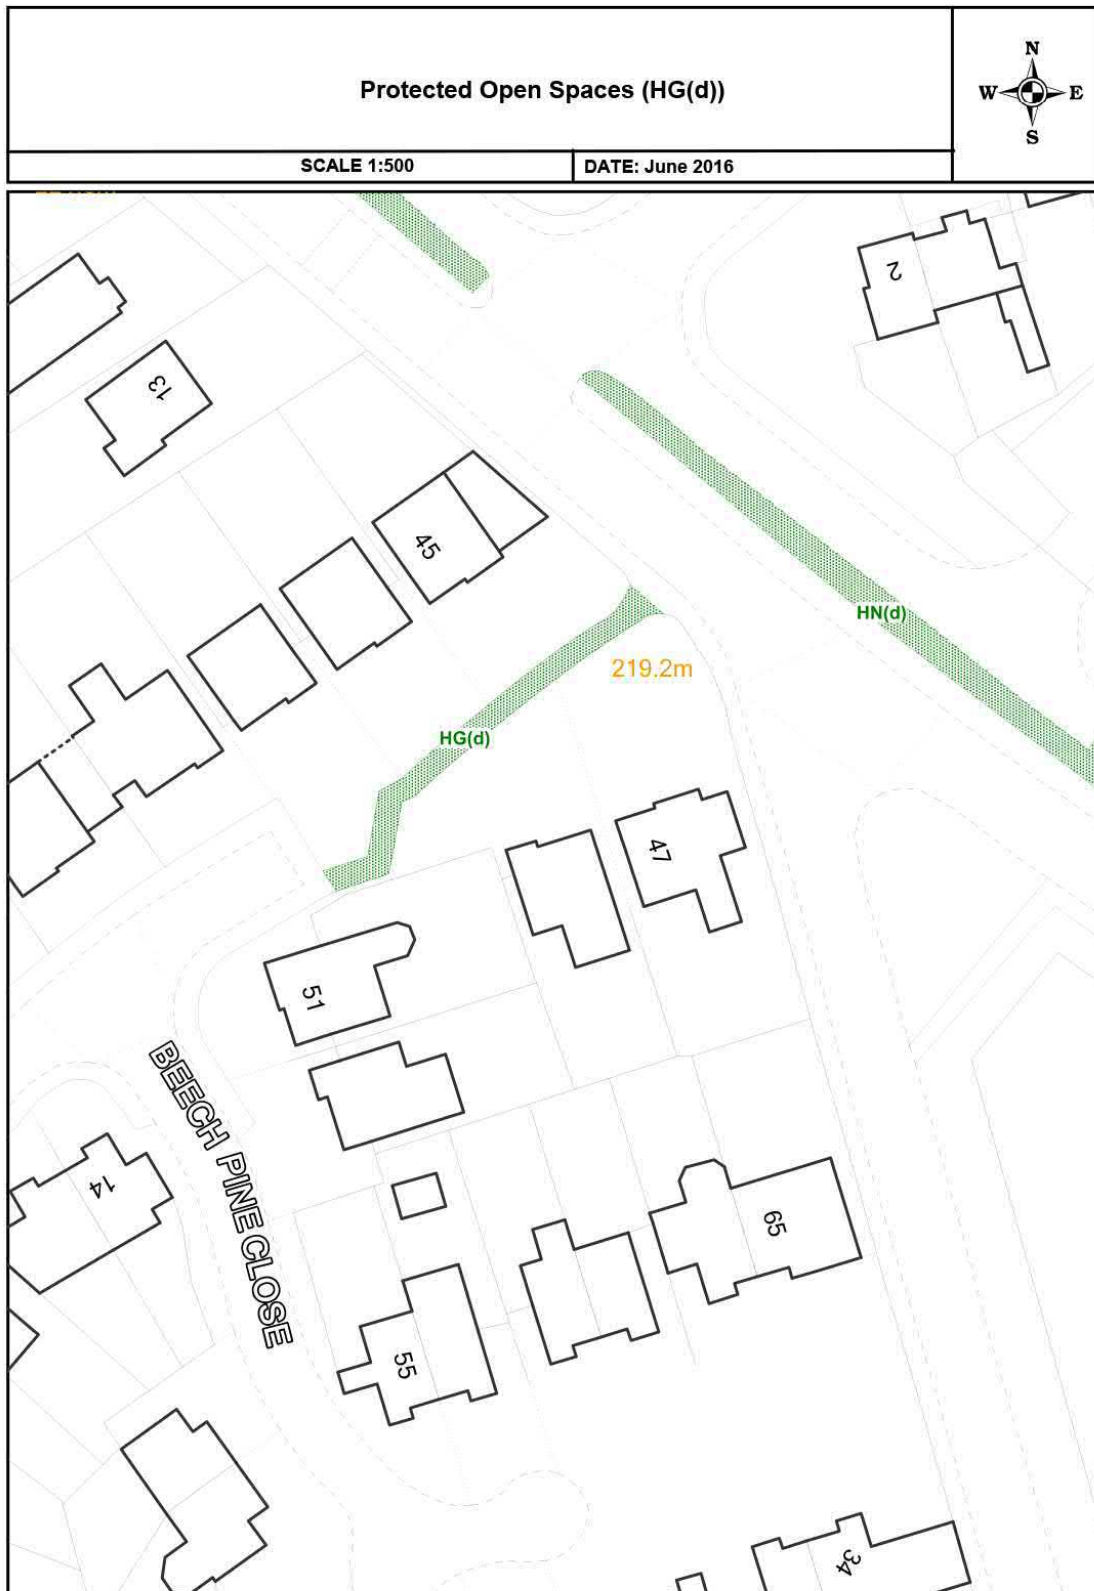 Protected Open Spaces (HG(d))
N
W E
S
SCALE 1:500
DATE: June 2016
2
13
45
HN(d)
219.2m
HG(d)
47
51
BEECH PINE CLOSE
14
65
55
34